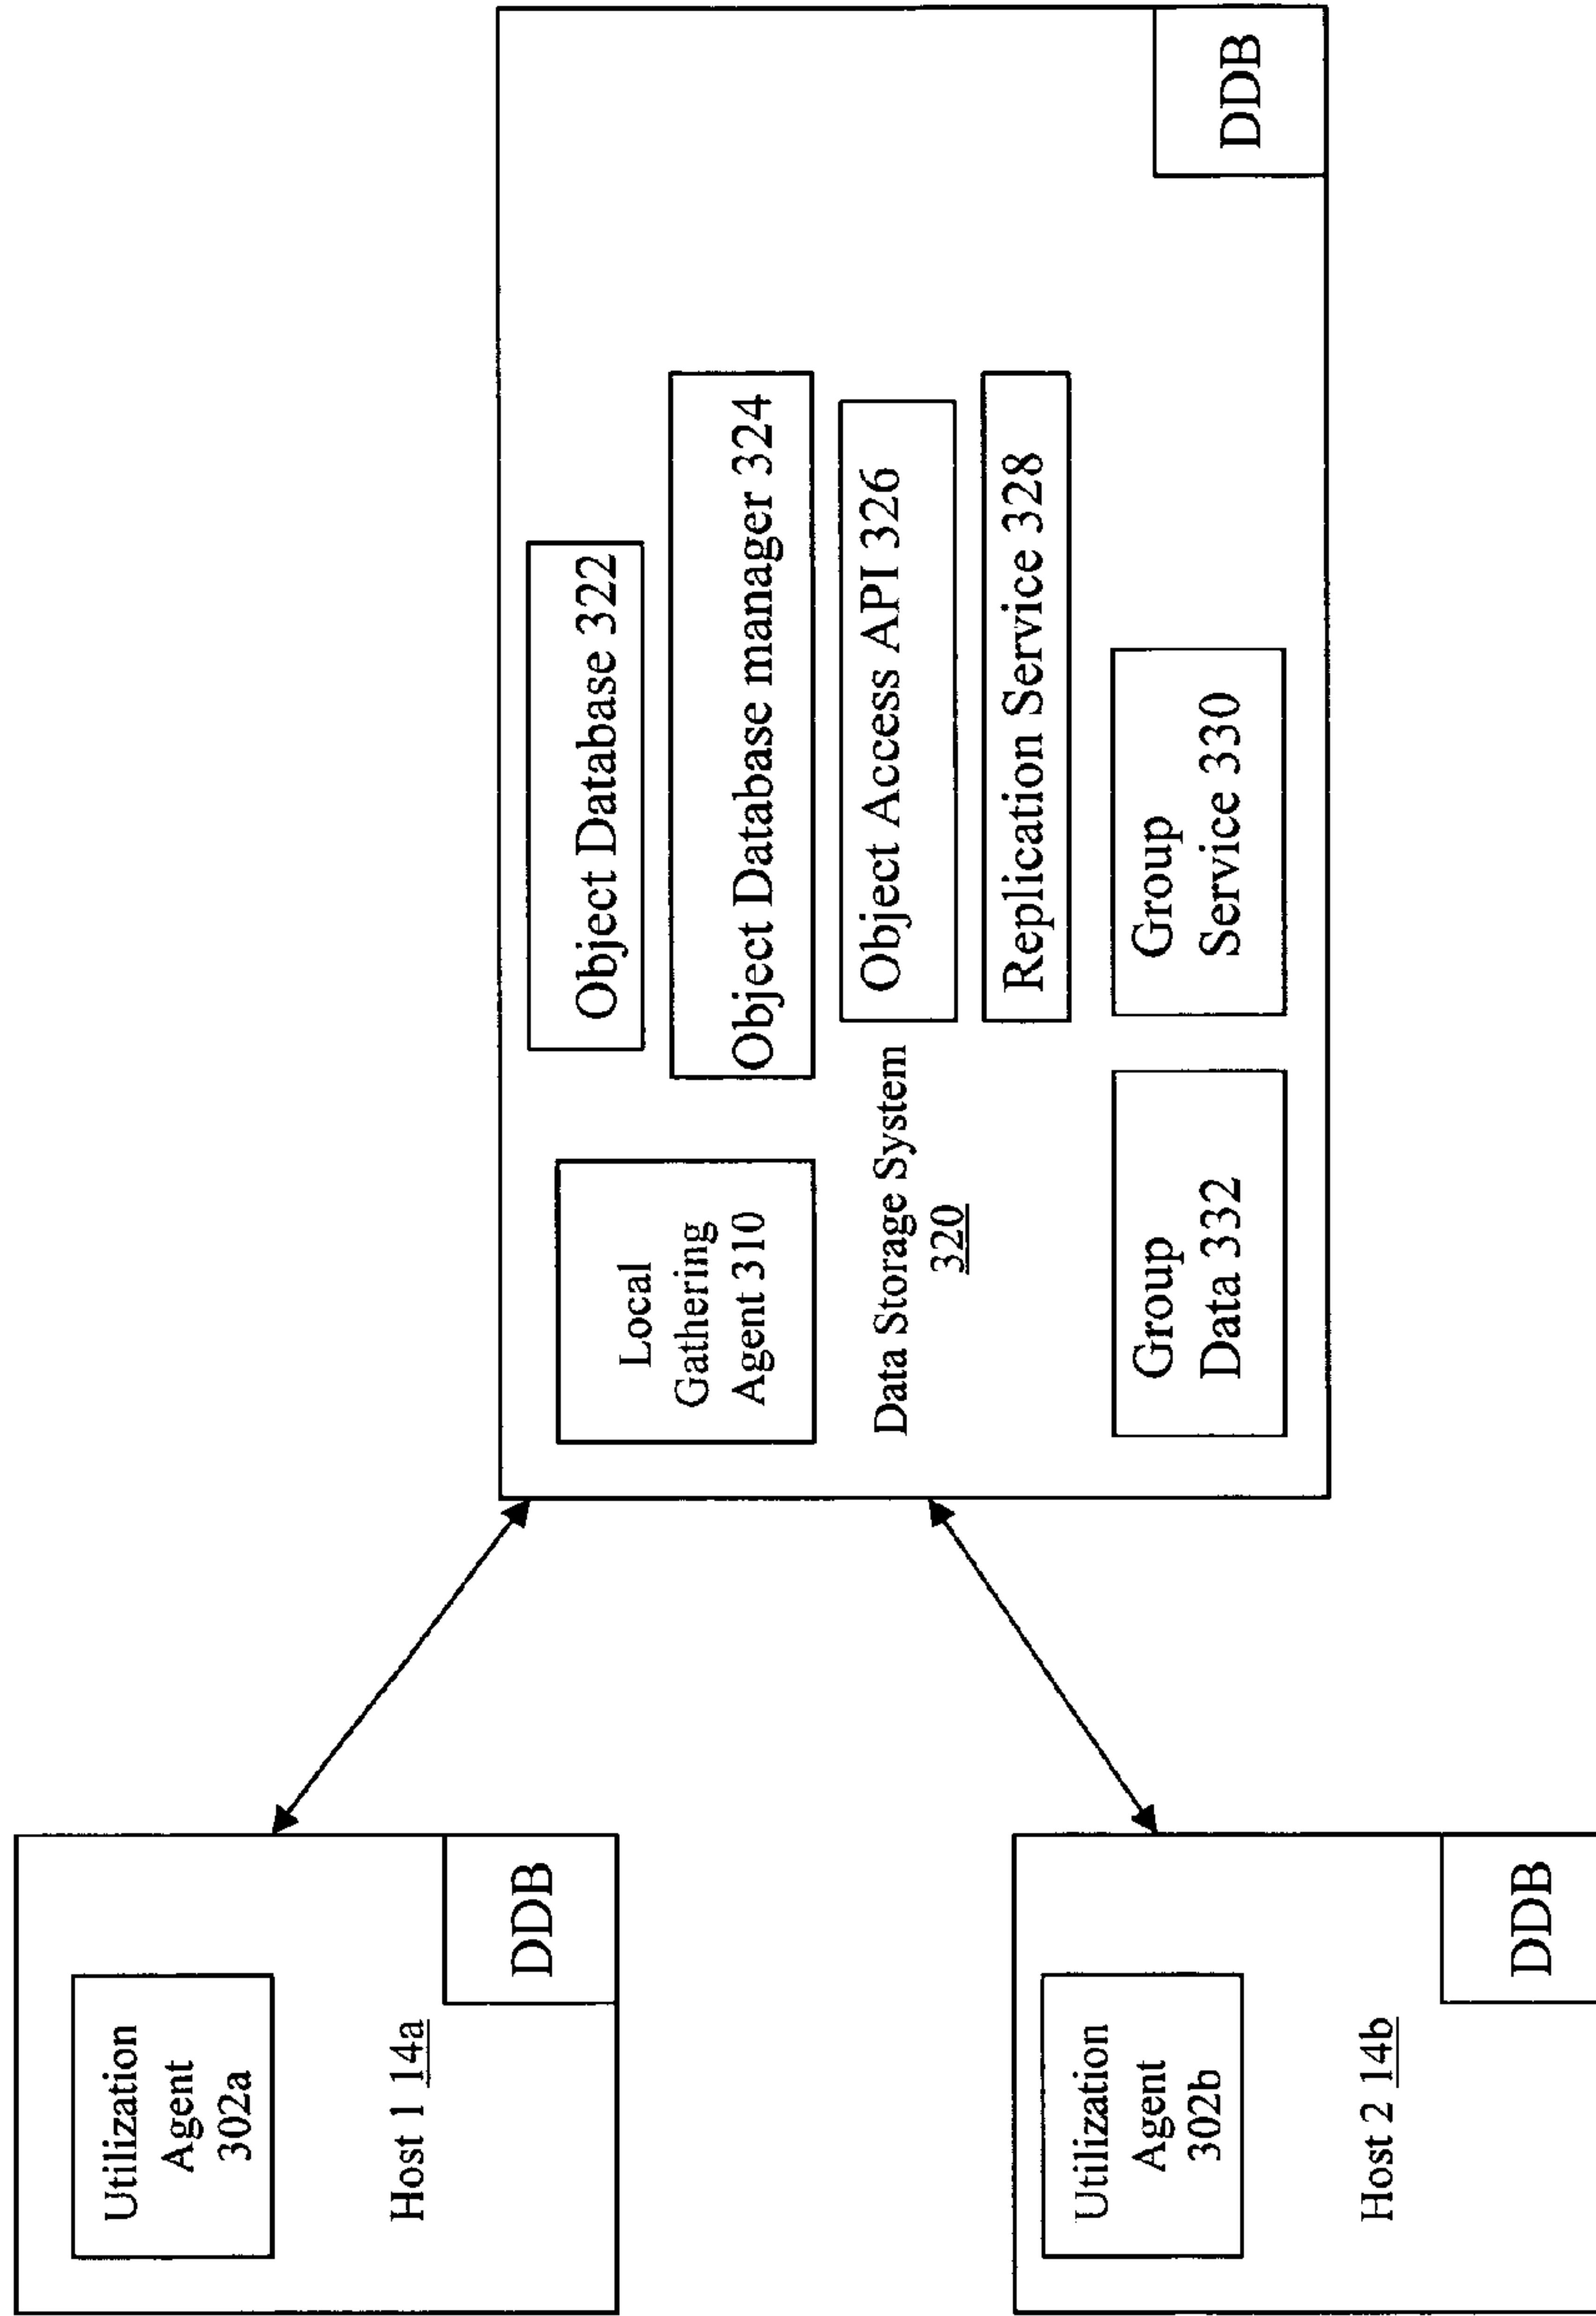 Utilization
Agent
302a
Host 1 14a
DDB
Utilization
Agent
302b
Host 2 14b
DDB
Local
Gathering
Agent 310
Data Storage System
320
Group
Data 332
Object Database 322
Object Database manager 324
Object Access API 326
Replication Service 328
Group
Service 330
DDB